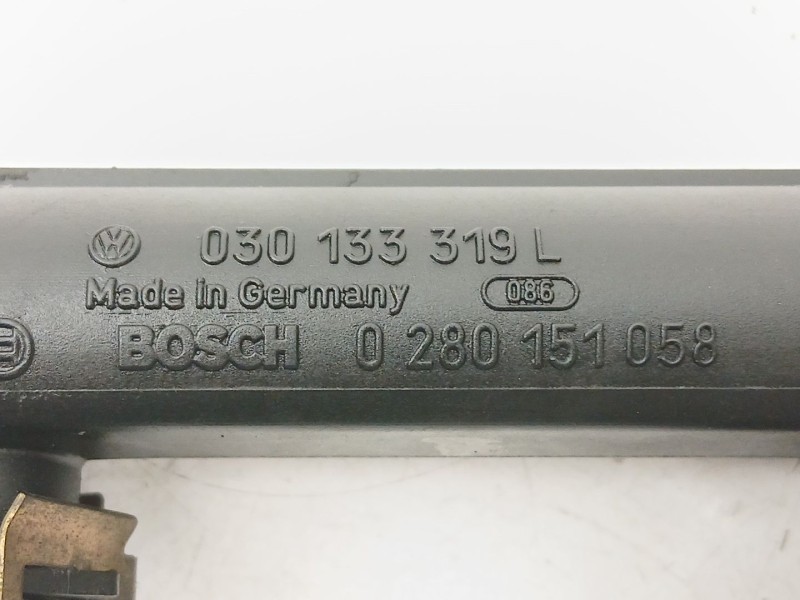 030 133 319 L
Made in Germany 086
BOSCH 0 280 151 058